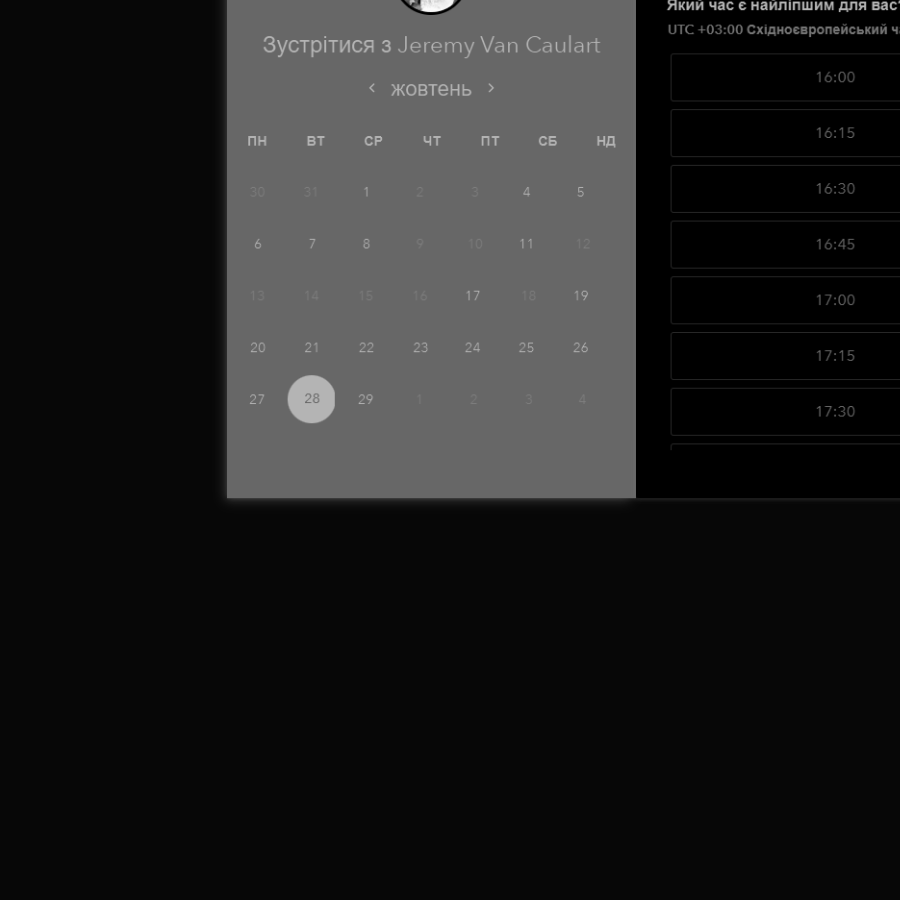 Зустрітися з Jeremy Van Caulart
‹ жовтень ›
ПН ВТ СР ЧТ ПТ СБ НД
30 31 1 2 3 4 5
6 7 8 9 10 11 12
13 14 15 16 17 18 19
20 21 22 23 24 25 26
27 28 29 1 2 3 4
Який час є найліпшим для вас?
UTC +03:00 Східноєвропейський
16:00
16:15
16:30
16:45
17:00
17:15
17:30